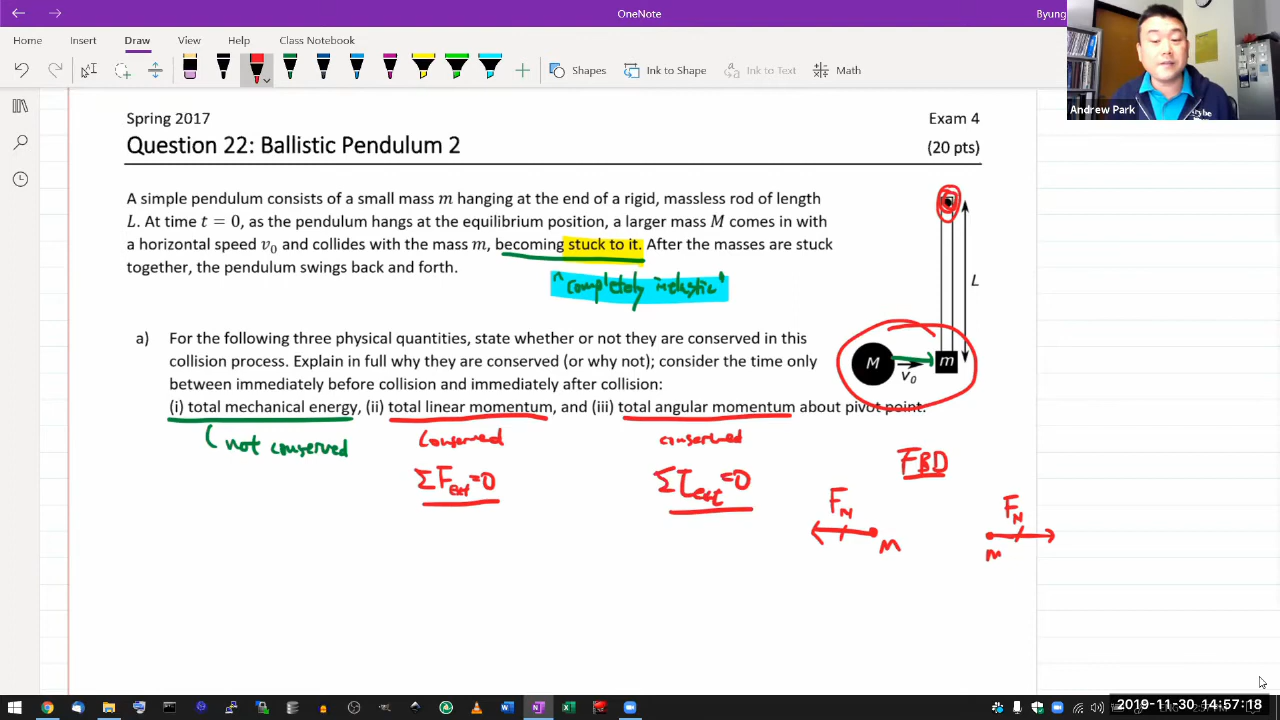 OneNote
Byung
Home Insert Draw View Help Class Notebook
Shapes Ink to Shape Ink to Text Math
Andrew Park
Spring 2017 Exam 4
Question 22: Ballistic Pendulum 2 (20 pts)
A simple pendulum consists of a small mass m hanging at the end of a rigid, massless rod of length
L. At time t = 0, as the pendulum hangs at the equilibrium position, a larger mass M comes in with
a horizontal speed v₀ and collides with the mass m, becoming stuck to it. After the masses are stuck
together, the pendulum swings back and forth.
"completely inelastic"
L
M
v₀
m
a) For the following three physical quantities, state whether or not they are conserved in this
collision process. Explain in full why they are conserved (or why not); consider the time only
between immediately before collision and immediately after collision:
(i) total mechanical energy, (ii) total linear momentum, and (iii) total angular momentum about pivot point.
not conserved
conserved
conserved
ΣF_ext=0
Στ_ext=0
FBD
F_N
M
F_N
m
2019-11-30 14:57:18